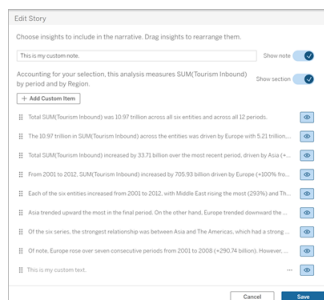 Edit Story
Choose insights to include in the narrative. Drag insights to rearrange them.
This is my custom note.
Show note
Accounting for your selection, this analysis measures SUM(Tourism Inbound)
by period and by Region.
Show section
+ Add Custom Item
Total SUM(Tourism Inbound) was 10.97 trillion across all six entities and across all 12 periods.
The 10.97 trillion in SUM(Tourism Inbound) across the entities was driven by Europe with 5.21 trillion,...
Total SUM(Tourism Inbound) increased by 33.71 billion over the most recent period, driven by Asia (+...
From 2001 to 2012, SUM(Tourism Inbound) increased by 705.93 billion driven by Europe (+100% fro...
Each of the six entities increased from 2001 to 2012, with Middle East rising the most (293%) and Th...
Asia trended upward the most in the final period. On the other hand, Europe trended downward the ...
Of the six series, the strongest relationship was between Asia and The Americas, which had a strong ...
Of note, Europe rose over seven consecutive periods from 2001 to 2008 (+290.74 billion). However, ...
This is my custom text.
...
Cancel
Save